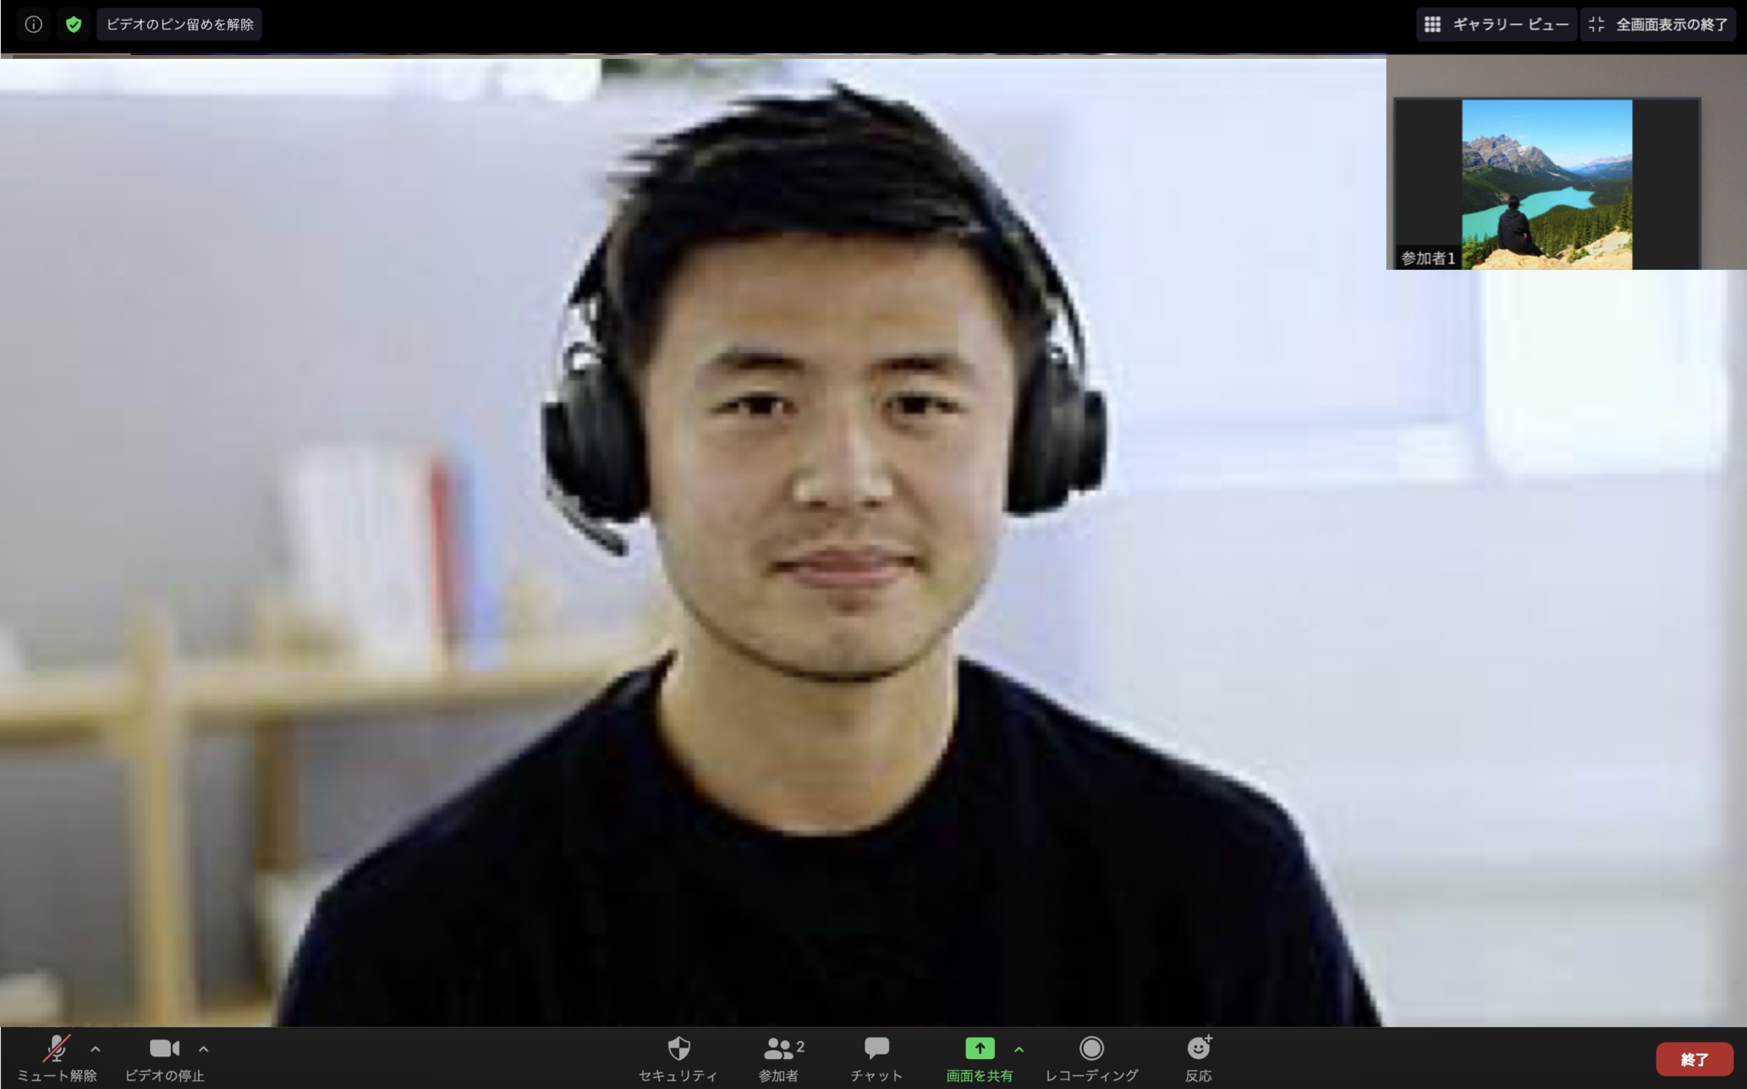 ビデオのピン留めを解除
ギャラリー ビュー
全画面表示の終了
参加者1
ミュート解除
ビデオの停止
セキュリティ
2
参加者
チャット
画面を共有
レコーディング
反応
終了